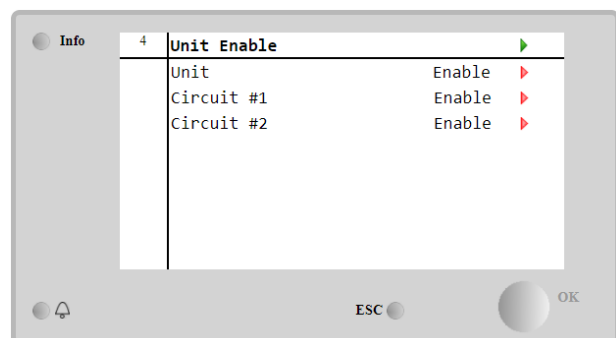 Info
4 Unit Enable
Unit Enable
Circuit #1 Enable
Circuit #2 Enable
ESC
OK